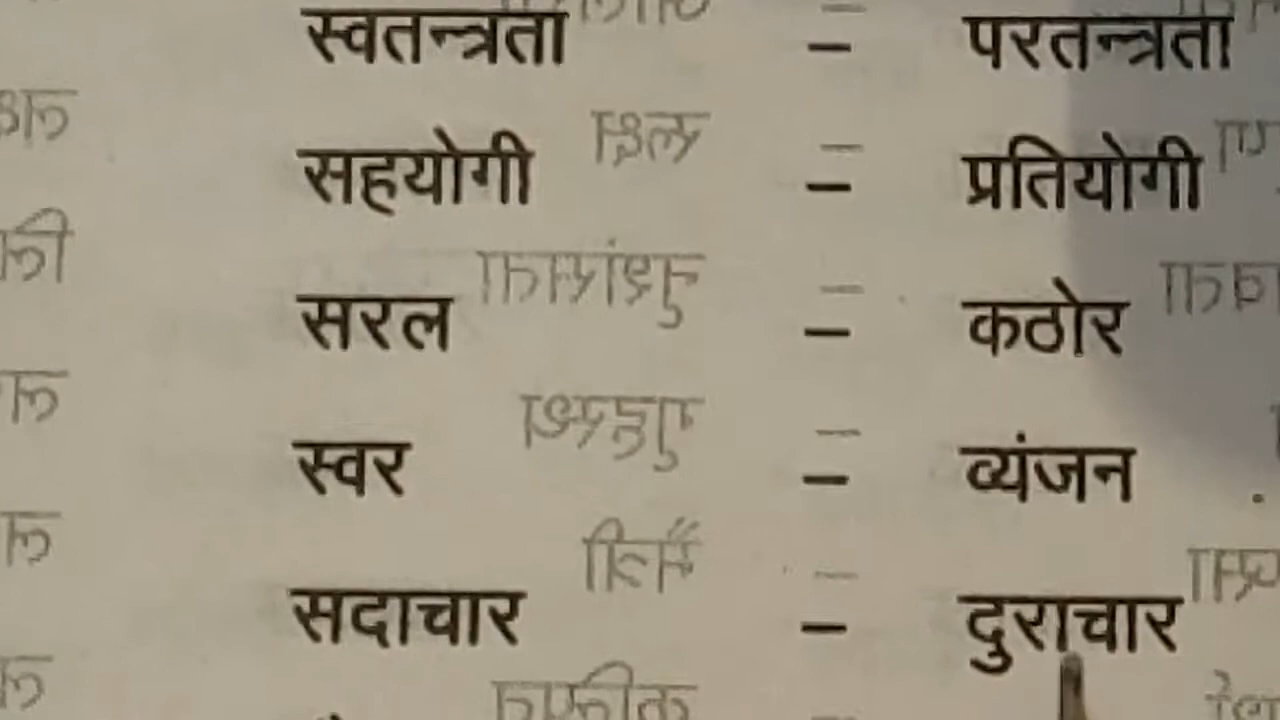 स्वतन्त्रता - परतन्त्रता
सहयोगी - प्रतियोगी
सरल - कठोर
स्वर - व्यंजन
सदाचार - दुराचार